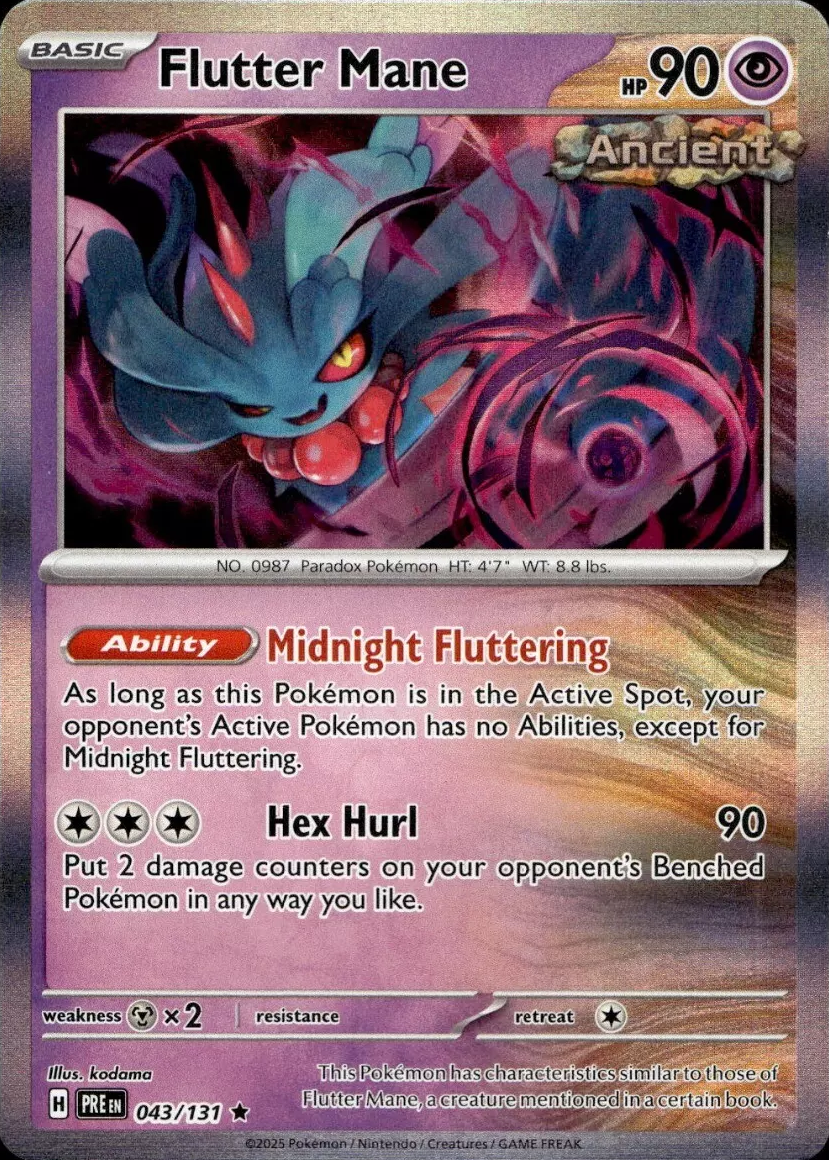 BASIC
Flutter Mane
HP 90
Ancient
NO. 0987 Paradox Pokémon HT: 4'7" WT: 8.8 lbs.
Ability Midnight Fluttering
As long as this Pokémon is in the Active Spot, your
opponent's Active Pokémon has no Abilities, except for
Midnight Fluttering.
Hex Hurl 90
Put 2 damage counters on your opponent's Benched
Pokémon in any way you like.
weakness ×2 resistance retreat
Illus. kodama
This Pokémon has characteristics similar to those of
Flutter Mane, a creature mentioned in a certain book.
H PRE EN 043/131
©2025 Pokémon / Nintendo / Creatures / GAME FREAK